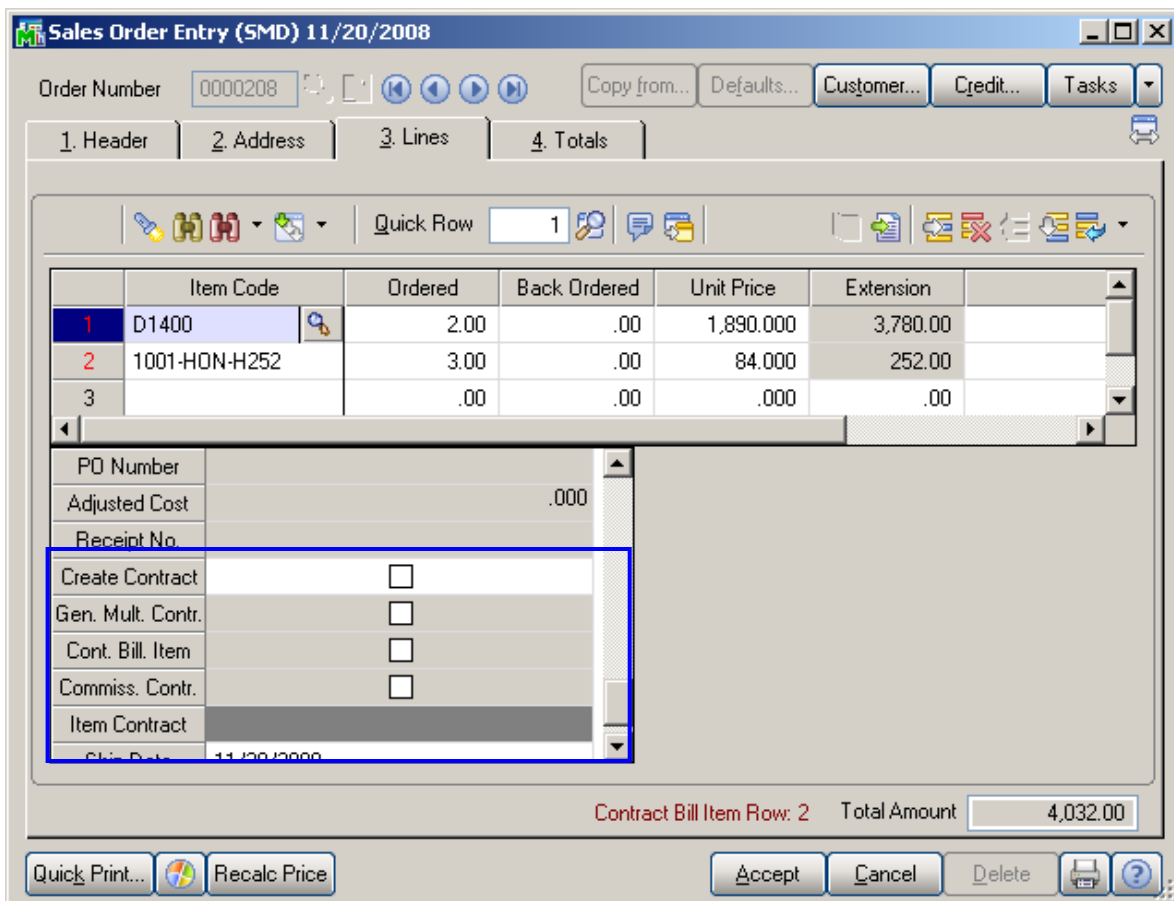 Sales Order Entry (SMD) 11/20/2008
Order Number 0000208 Copy from... Defaults... Customer... Credit... Tasks
1. Header 2. Address 3. Lines 4. Totals
Quick Row 1
Item Code Ordered Back Ordered Unit Price Extension
1 D1400 2.00 .00 1,890.000 3,780.00
2 1001-HON-H252 3.00 .00 84.000 252.00
3 .00 .00 .000 .00
PO Number
Adjusted Cost .000
Receipt No.
Create Contract
Gen. Mult. Contr.
Cont. Bill. Item
Commiss. Contr.
Item Contract
Ship Date 11/20/2008
Contract Bill Item Row: 2 Total Amount 4,032.00
Quick Print... Recalc Price Accept Cancel Delete